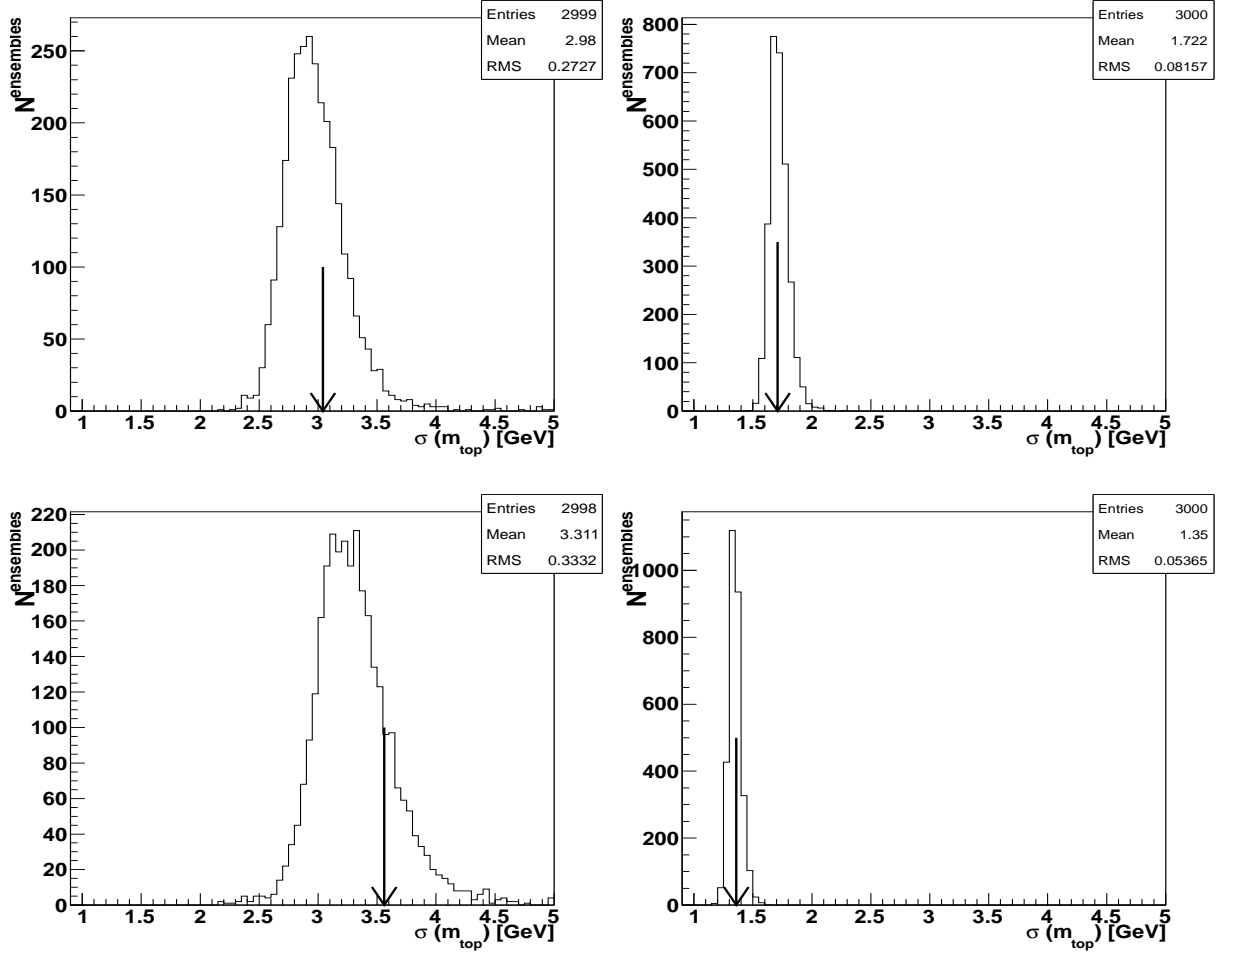 Entries 2999
Mean 2.98
RMS 0.2727
N^ensembles
250
200
150
100
50
0
1 1.5 2 2.5 3 3.5 4 4.5 5
σ (m_top) [GeV]
Entries 3000
Mean 1.722
RMS 0.08157
N^ensembles
800
700
600
500
400
300
200
100
0
1 1.5 2 2.5 3 3.5 4 4.5 5
σ (m_top) [GeV]
Entries 2998
Mean 3.311
RMS 0.3332
N^ensembles
220
200
180
160
140
120
100
80
60
40
20
0
1 1.5 2 2.5 3 3.5 4 4.5 5
σ (m_top) [GeV]
Entries 3000
Mean 1.35
RMS 0.05365
N^ensembles
1000
800
600
400
200
0
1 1.5 2 2.5 3 3.5 4 4.5 5
σ (m_top) [GeV]